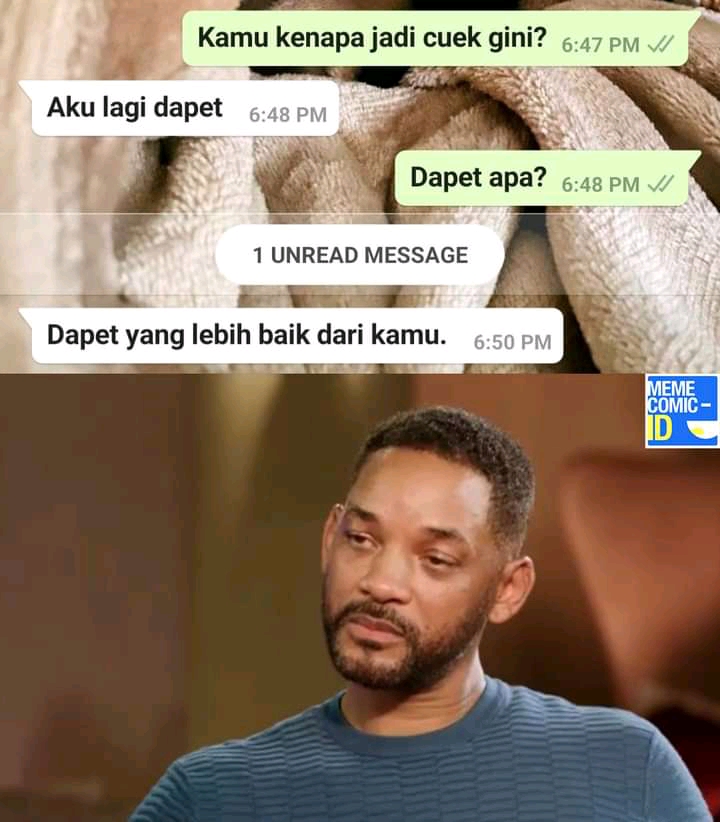 Kamu kenapa jadi cuek gini? 6:47 PM
Aku lagi dapet 6:48 PM
Dapet apa? 6:48 PM
1 UNREAD MESSAGE
Dapet yang lebih baik dari kamu. 6:50 PM
MEME
COMIC-
ID